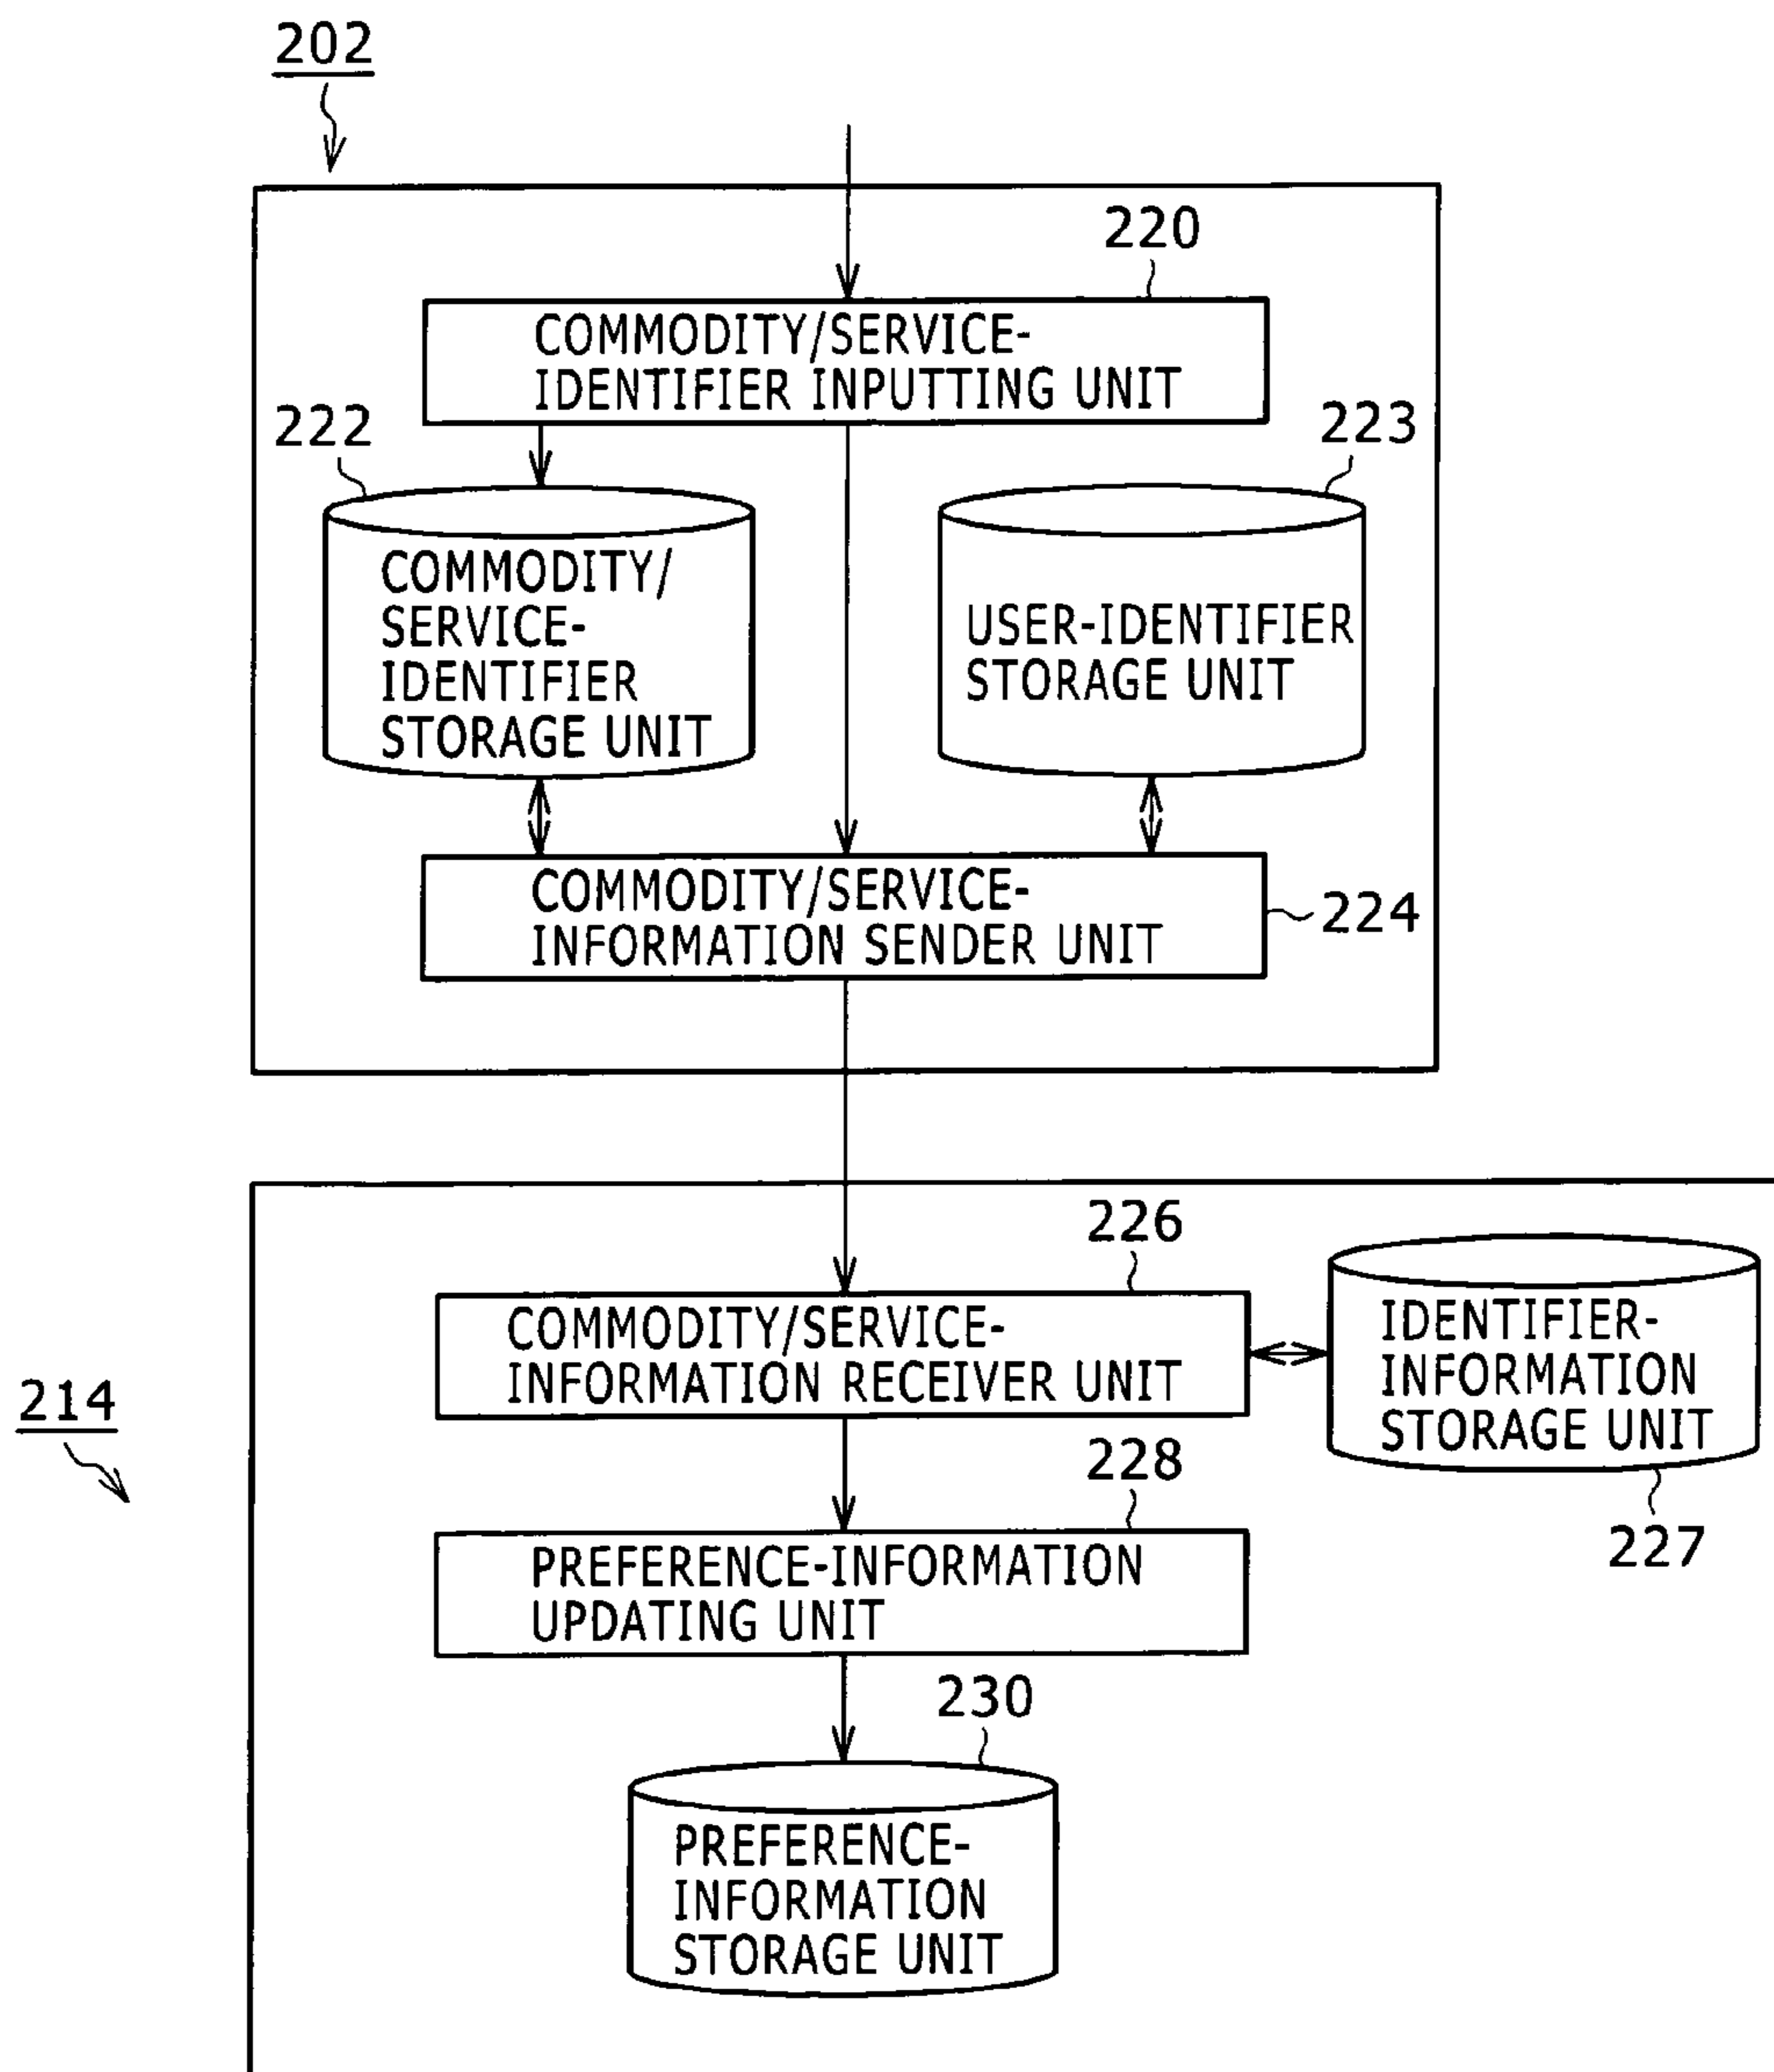 202
220
COMMODITY/SERVICE-
IDENTIFIER INPUTTING UNIT
222
223
COMMODITY/
SERVICE-
IDENTIFIER
STORAGE UNIT
USER-IDENTIFIER
STORAGE UNIT
COMMODITY/SERVICE-
INFORMATION SENDER UNIT
224
226
COMMODITY/SERVICE-
INFORMATION RECEIVER UNIT
IDENTIFIER-
INFORMATION
STORAGE UNIT
214
228
227
PREFERENCE-INFORMATION
UPDATING UNIT
230
PREFERENCE-
INFORMATION
STORAGE UNIT